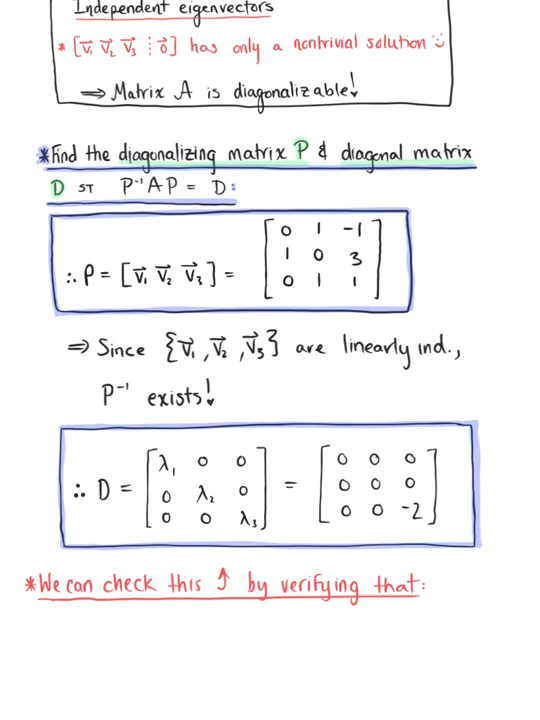 Independent eigenvectors
* [v⃗₁ v⃗₂ v⃗₃ ⋮ 0⃗] has only a nontrivial solution ت
⟹ Matrix A is diagonalizable!
*Find the diagonalizing matrix P & diagonal matrix
D ST P⁻¹AP = D:
∴ P = [v⃗₁ v⃗₂ v⃗₃] = [0 1 -1
1 0 3
0 1 1]
⇒ Since {v⃗₁, v⃗₂, v⃗₃} are linearly ind.,
P⁻¹ exists!
∴ D = [λ₁ 0 0 = [0 0 0
0 λ₂ 0 0 0 0
0 0 λ₃] 0 0 -2]
*We can check this ↑ by verifying that: